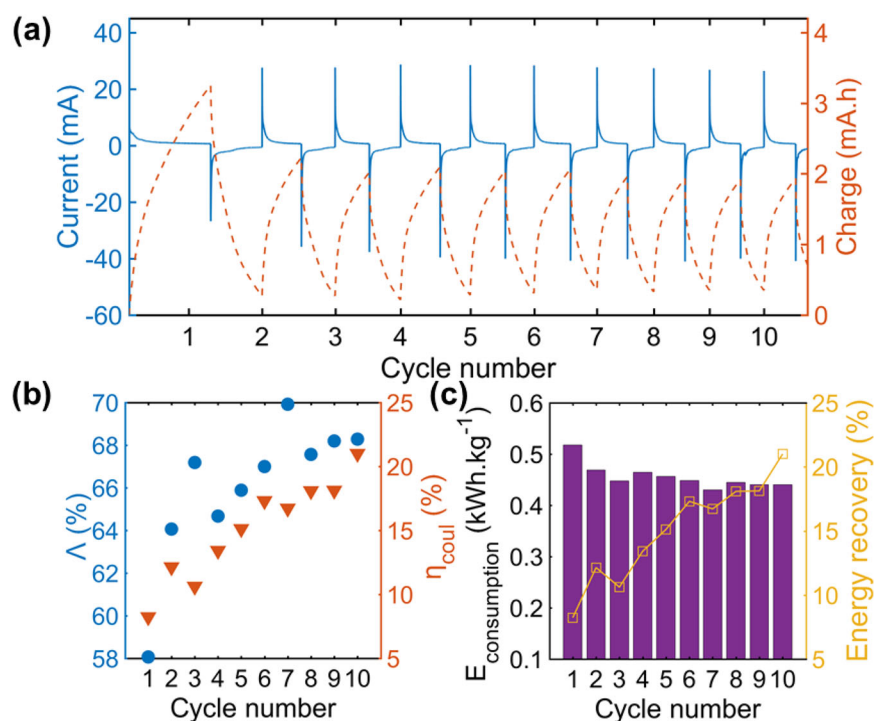 (a)
Current (mA)
40
20
0
-20
-40
-60
Charge (mA.h)
4
3
2
1
0
1 2 3 4 5 6 7 8 9 10
Cycle number
(b)
Λ (%)
70
68
66
64
62
60
58
η_coul (%)
25
20
15
10
5
1 2 3 4 5 6 7 8 9 10
Cycle number
(c)
E_consumption (kWh.kg⁻¹)
0.6
0.5
0.4
0.3
0.2
0.1
Energy recovery (%)
25
20
15
10
5
1 2 3 4 5 6 7 8 9 10
Cycle number